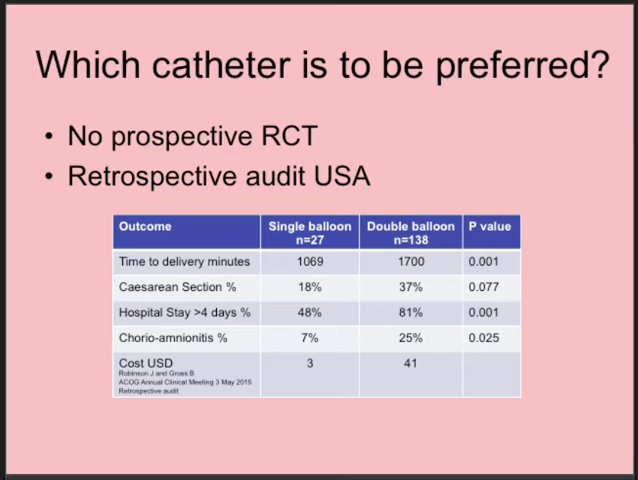 Which catheter is to be preferred?
• No prospective RCT
• Retrospective audit USA
Outcome Single balloon n=27 Double balloon n=138 P value
Time to delivery minutes 1069 1700 0.001
Caesarean Section % 18% 37% 0.077
Hospital Stay >4 days % 48% 81% 0.001
Chorio-amnionitis % 7% 25% 0.025
Cost USD 3 41
Robinson J and Gross B
ACOG Annual Clinical Meeting 3 May 2015
Retrospective audit